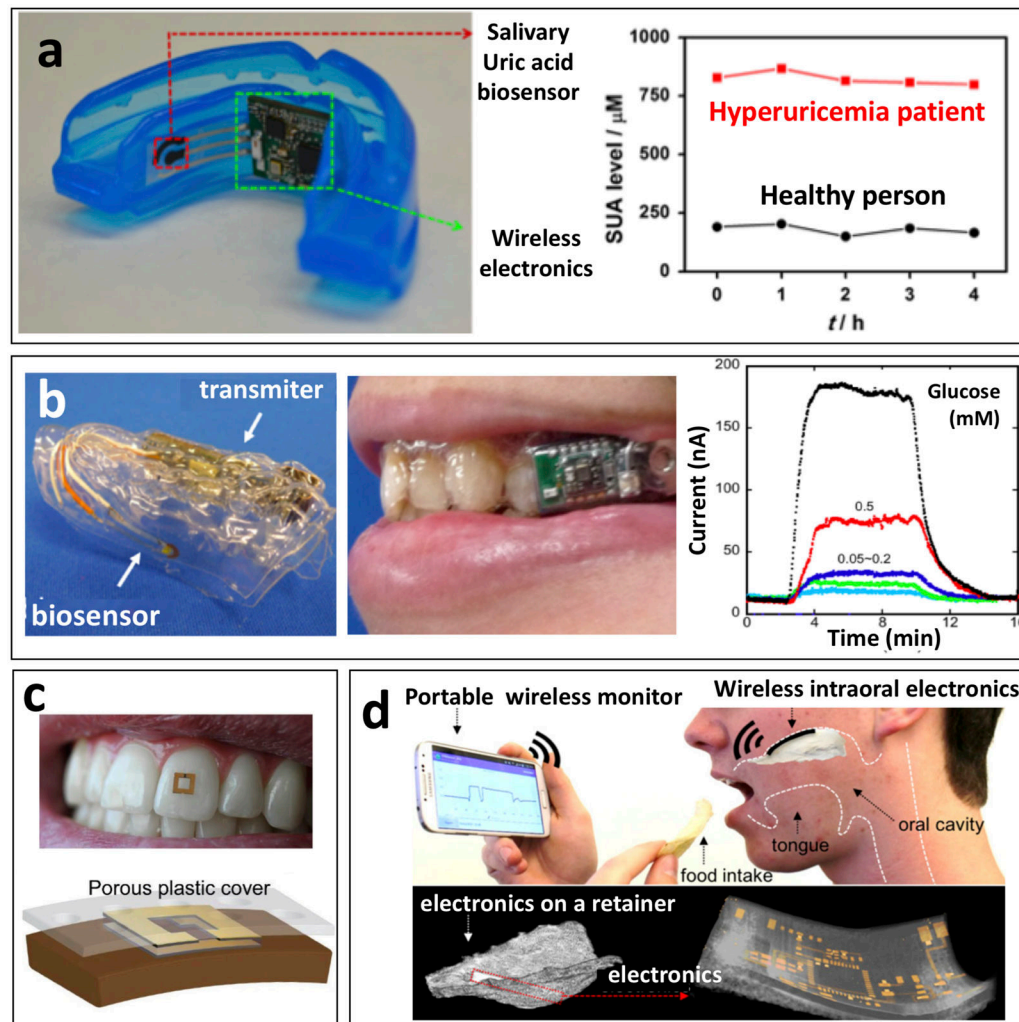 a
Salivary
Uric acid
biosensor
Wireless
electronics
1000
750
500
250
0
SUA level / µM
Hyperuricemia patient
Healthy person
0 1 2 3 4
t / h
b
transmiter
biosensor
200
150
100
50
0
Current (nA)
Glucose
(mM)
0.5
0.05~0.2
0 4 8 12 16
Time (min)
c
Porous plastic cover
d
Portable wireless monitor
Wireless intraoral electronics
SAMSUNG
oral cavity
tongue
food intake
electronics on a retainer
electronics